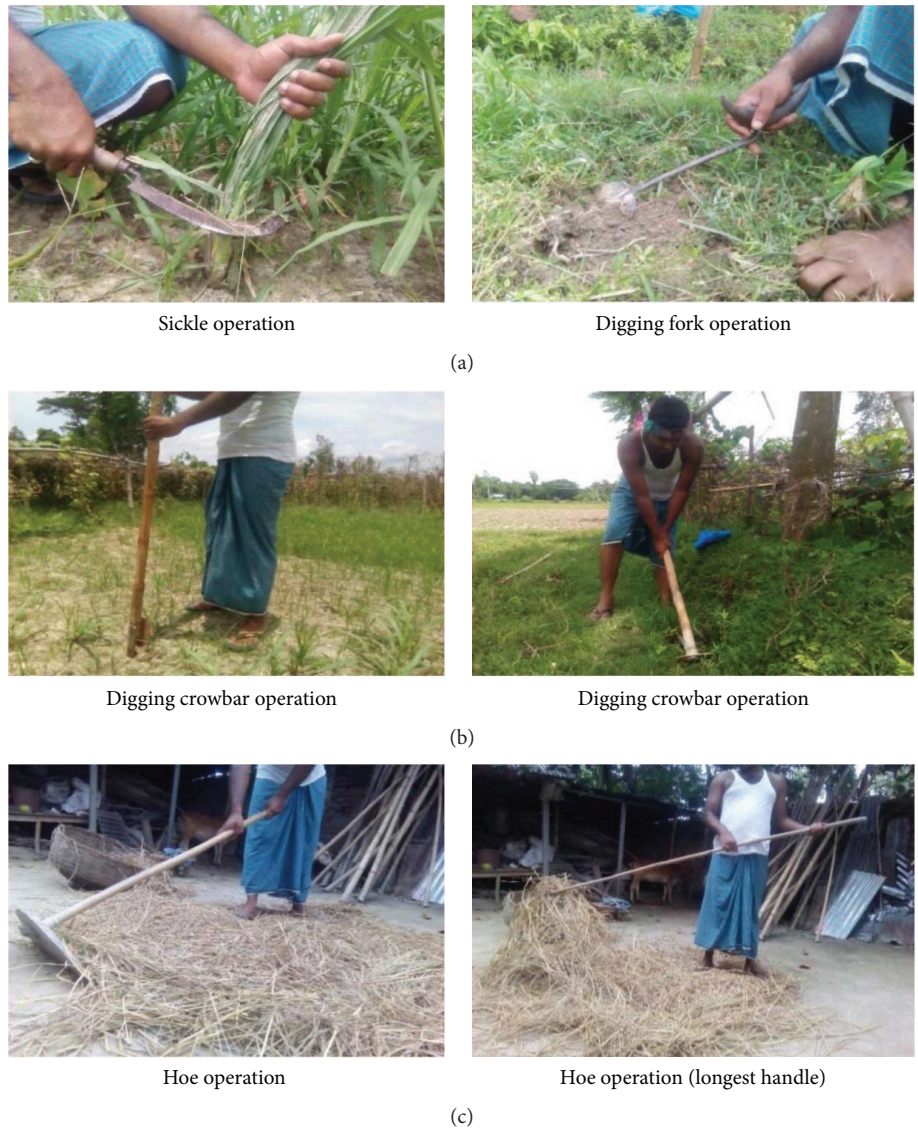 Sickle operation
Digging fork operation
(a)
Digging crowbar operation
Digging crowbar operation
(b)
Hoe operation
Hoe operation (longest handle)
(c)